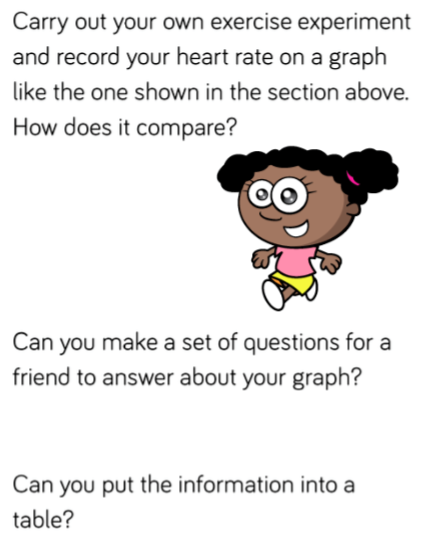 Carry out your own exercise experiment
and record your heart rate on a graph
like the one shown in the section above.
How does it compare?
Can you make a set of questions for a
friend to answer about your graph?
Can you put the information into a
table?